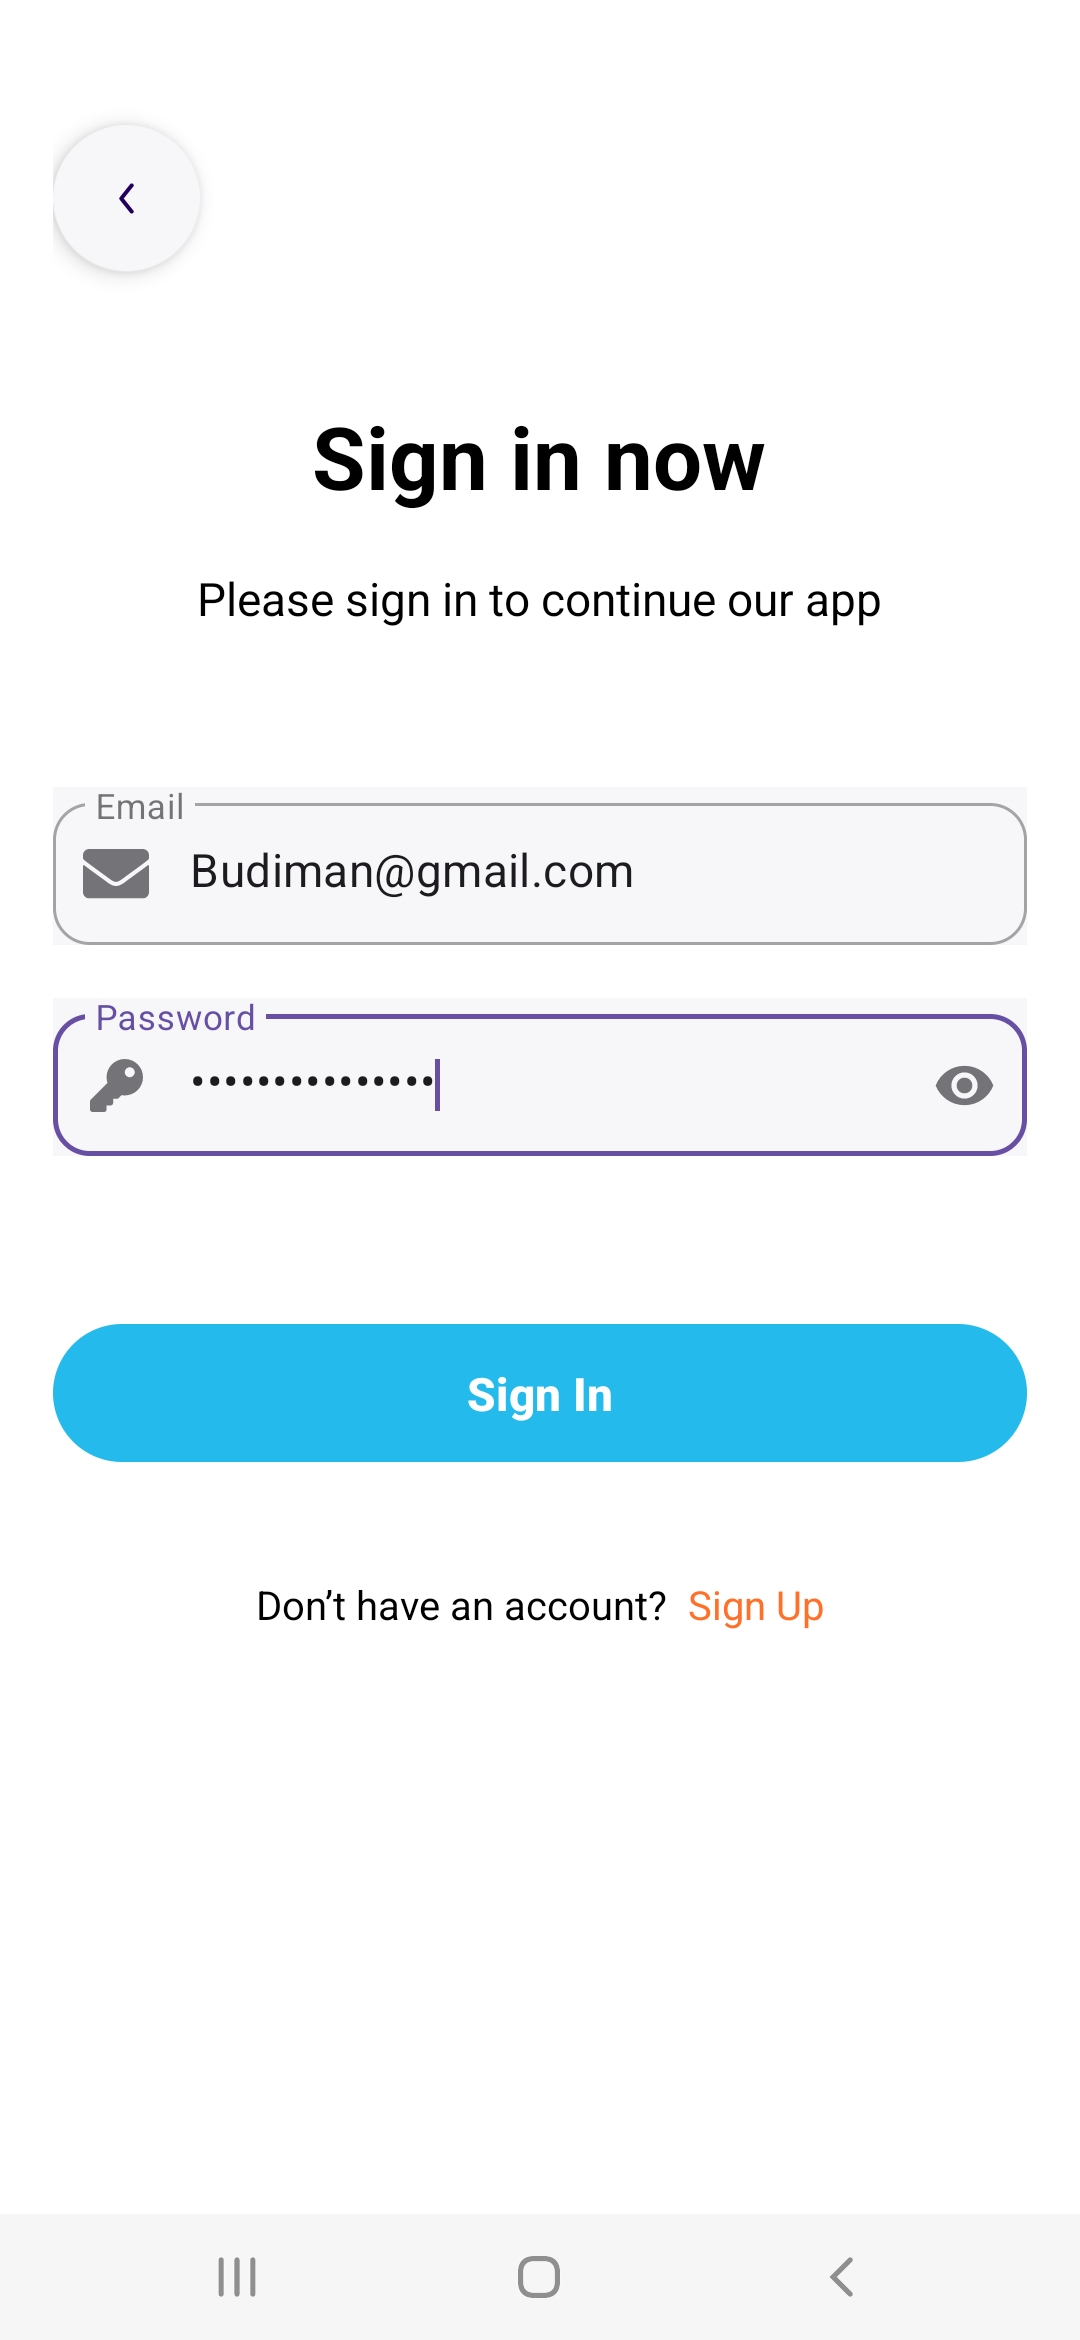 Sign in now
Please sign in to continue our app
Email
Budiman@gmail.com
Password
•••••••••••••••
Sign In
Don’t have an account? Sign Up